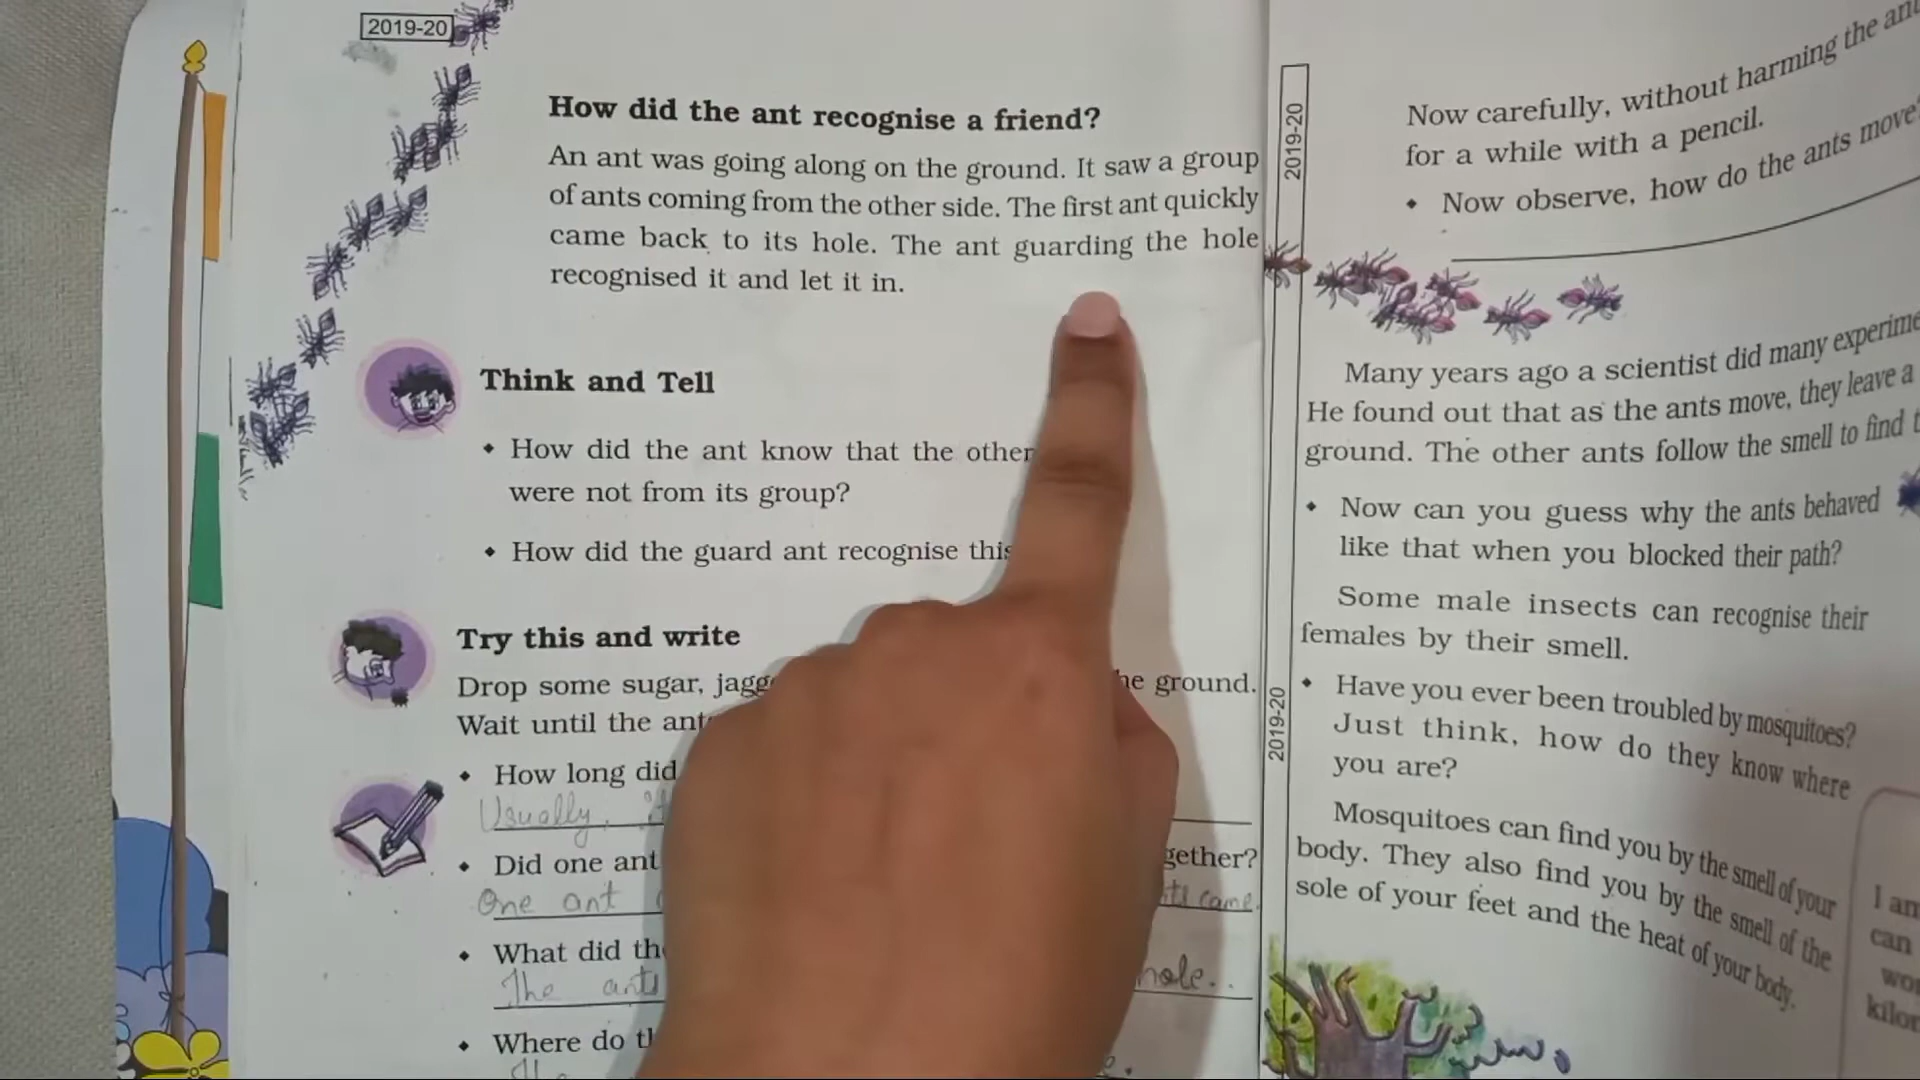 2019-20
How did the ant recognise a friend?
An ant was going along on the ground. It saw a group
of ants coming from the other side. The first ant quickly
came back to its hole. The ant guarding the hole
recognised it and let it in.
Think and Tell
• How did the ant know that the other
were not from its group?
• How did the guard ant recognise this
Try this and write
Drop some sugar, he ground.
Wait until the
• How long did
Usually,
• Did one ant gether?
One ant came.
• What did
The hole.
• Where do
2019-20
2019-20
Now carefully, without harming the
for a while with a pencil.
• Now observe, how do the ants move
Many years ago a scientist did many
He found out that as the ants move, they leave a
ground. The other ants follow the smell to find
• Now can you guess why the ants behaved
like that when you blocked their path?
Some male insects can recognise their
females by their smell.
• Have you ever been troubled by mosquitoes?
Just think, how do they know where
you are?
Mosquitoes can find you by the smell of your
body. They also find you by the smell of the
sole of your feet and the heat of your body.
I am
can